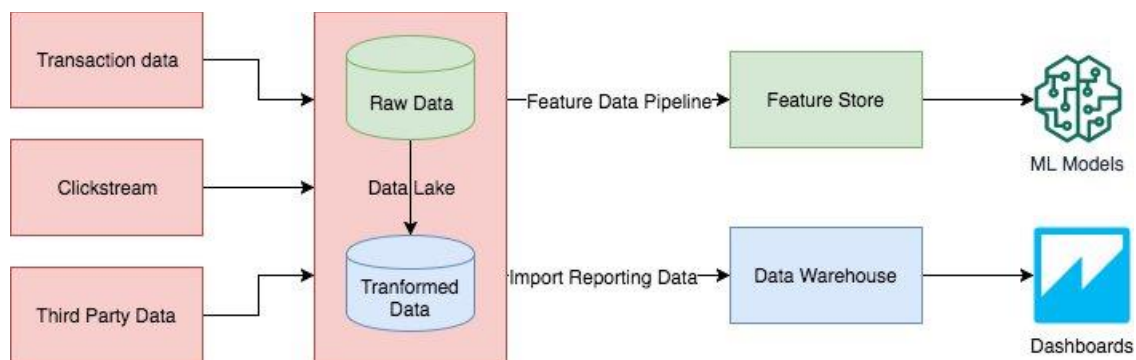 Transaction data
Raw Data
Feature Data Pipeline
Feature Store
ML Models
Clickstream
Data Lake
Third Party Data
Tranformed
Data
Import Reporting Data
Data Warehouse
Dashboards